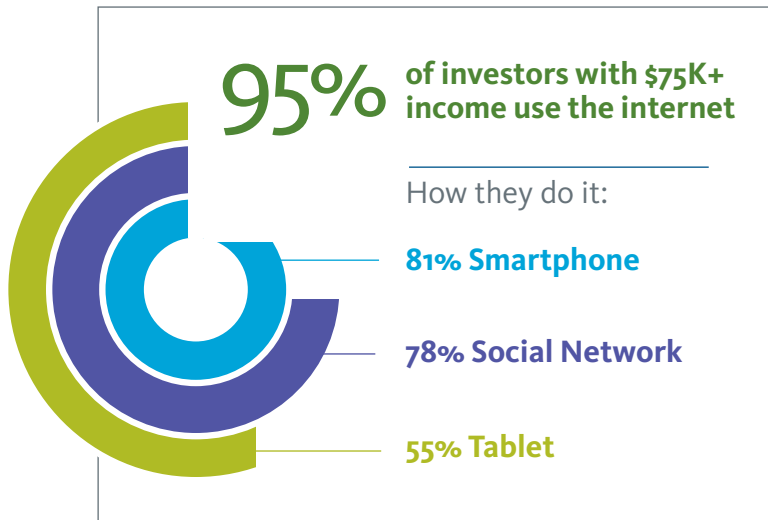 95%
of investors with $75K+
income use the internet
How they do it:
81% Smartphone
78% Social Network
55% Tablet